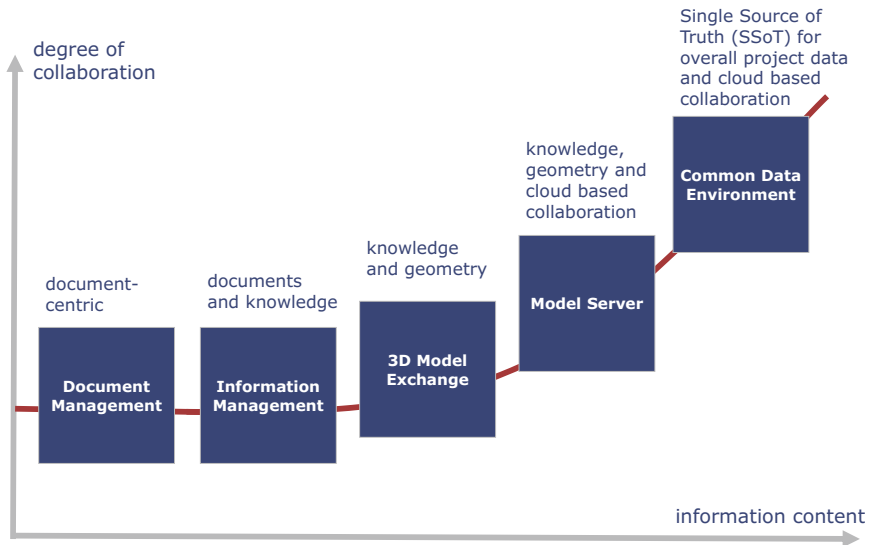 degree of
collaboration
document-
centric
Document
Management
documents
and knowledge
Information
Management
knowledge
and geometry
3D Model
Exchange
knowledge,
geometry and
cloud based
collaboration
Model Server
Single Source of
Truth (SSoT) for
overall project data
and cloud based
collaboration
Common Data
Environment
information content